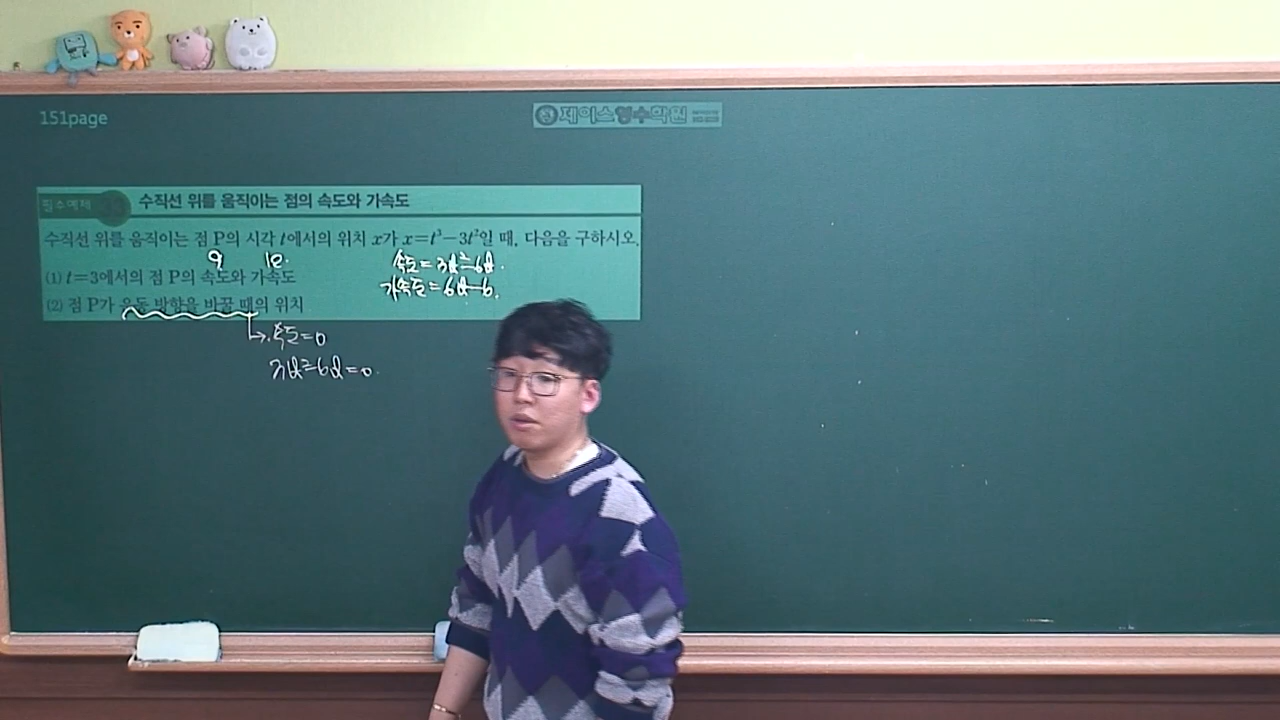 151page
제이스영수학원
필수예제 수직선 위를 움직이는 점의 속도와 가속도
수직선 위를 움직이는 점 P의 시각 t에서의 위치 x가 x=t³-3t²일 때, 다음을 구하시오.
9 12.
속도=3t²-6t.
(1) t=3에서의 점 P의 속도와 가속도
가속도=6t-6.
(2) 점 P가 운동 방향을 바꿀 때의 위치
속도=0
3t²-6t=0.